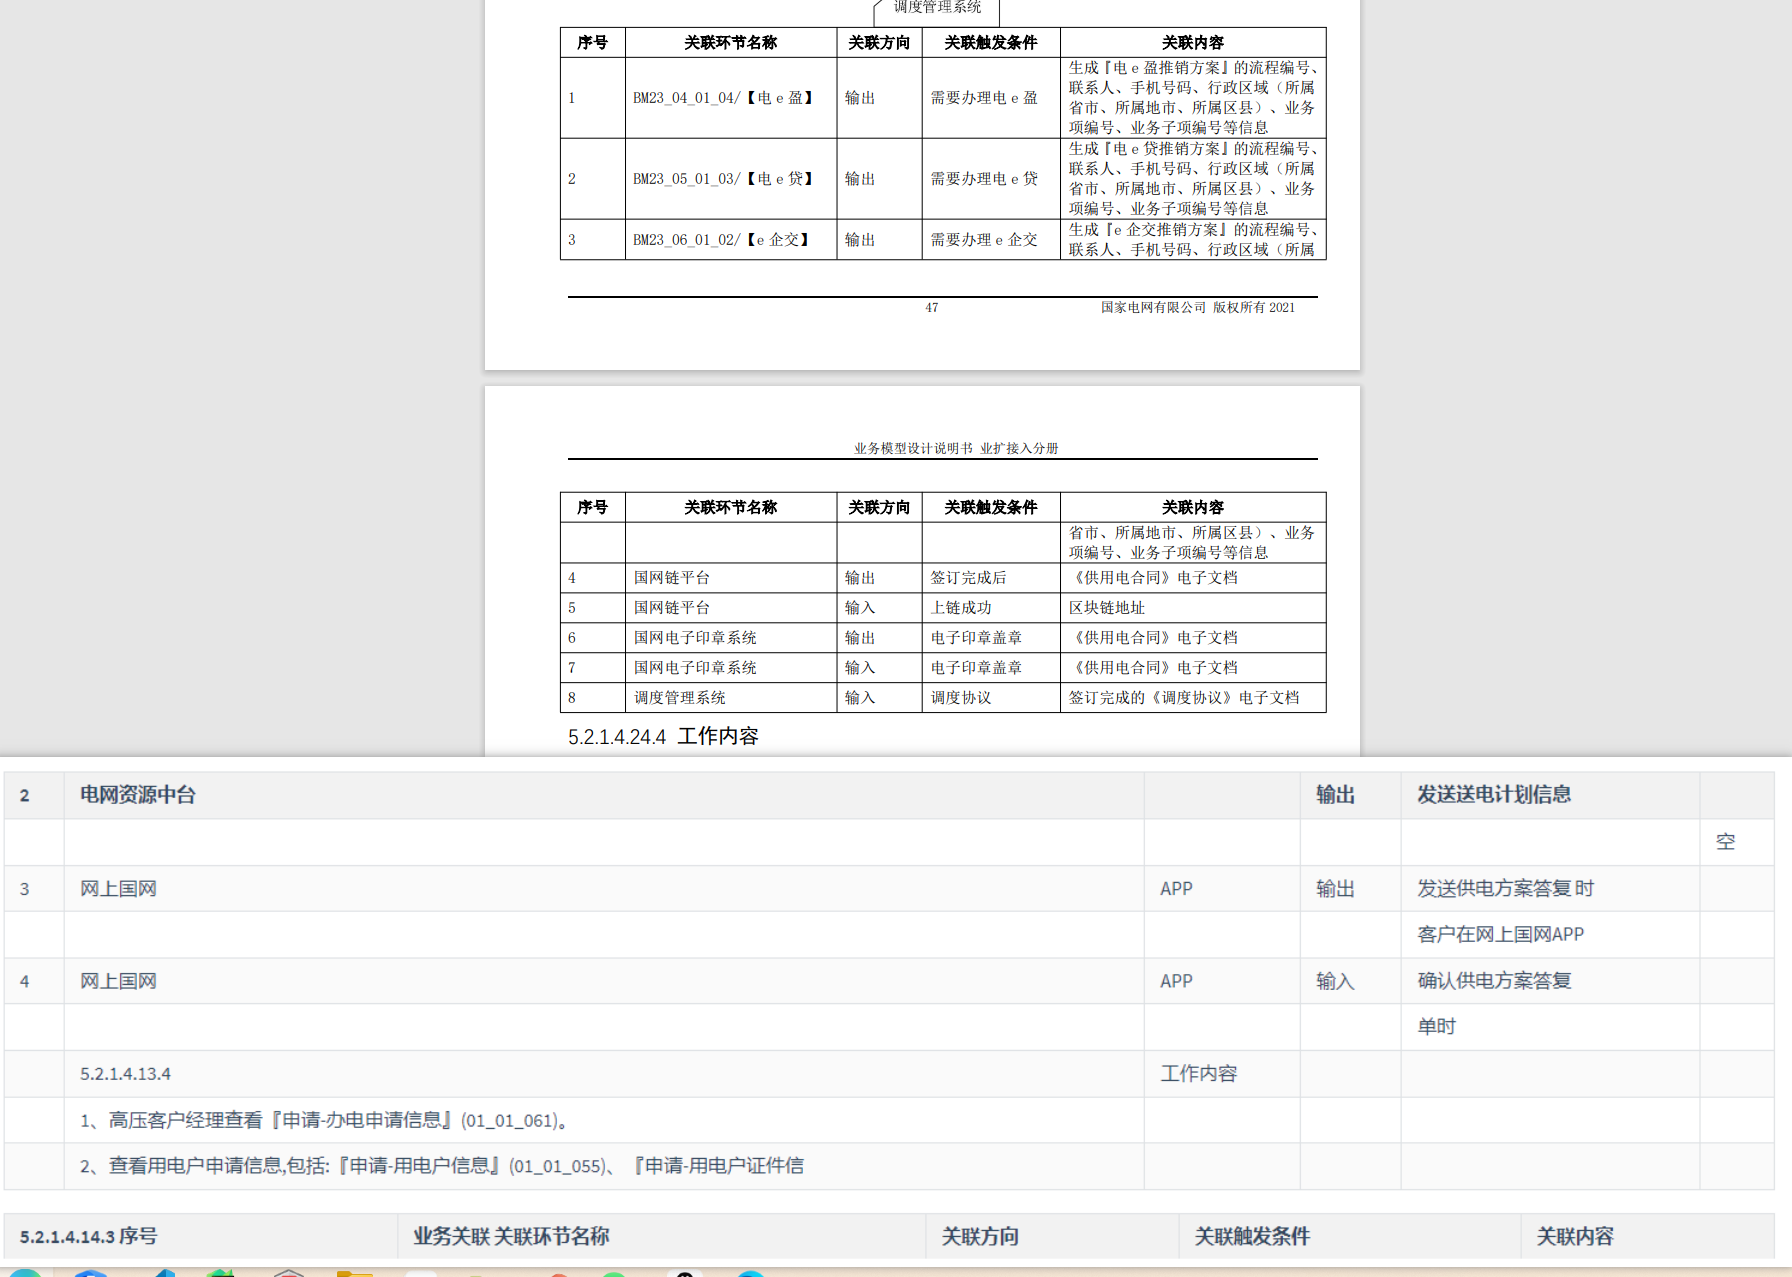 调度管理系统
序号 关联环节名称 关联方向 关联触发条件 关联内容
1 BM23_04_01_04/【电 e 盈】 输出 需要办理电 e 盈 生成『电 e 盈推销方案』的流程编号、
联系人、手机号码、行政区域（所属
省市、所属地市、所属区县）、业务
项编号、业务子项编号等信息
2 BM23_05_01_03/【电 e 贷】 输出 需要办理电 e 贷 生成『电 e 贷推销方案』的流程编号、
联系人、手机号码、行政区域（所属
省市、所属地市、所属区县）、业务
项编号、业务子项编号等信息
3 BM23_06_01_02/【e 企交】 输出 需要办理 e 企交 生成『e 企交推销方案』的流程编号、
联系人、手机号码、行政区域（所属
47 国家电网有限公司 版权所有 2021
业务模型设计说明书 业扩接入分册
序号 关联环节名称 关联方向 关联触发条件 关联内容
省市、所属地市、所属区县）、业务
项编号、业务子项编号等信息
4 国网链平台 输出 签订完成后 《供用电合同》电子文档
5 国网链平台 输入 上链成功 区块链地址
6 国网电子印章系统 输出 电子印章盖章 《供用电合同》电子文档
7 国网电子印章系统 输入 电子印章盖章 《供用电合同》电子文档
8 调度管理系统 输入 调度协议 签订完成的《调度协议》电子文档
5.2.1.4.24.4 工作内容
2 电网资源中台 输出 发送送电计划信息
空
3 网上国网 APP 输出 发送供电方案答复 时
客户在网上国网APP
4 网上国网 APP 输入 确认供电方案答复
单时
5.2.1.4.13.4 工作内容
1、高压客户经理查看『申请-办电申请信息』(01_01_061)。
2、查看用电户申请信息,包括:『申请-用电户信息』(01_01_055)、『申请-用电户证件信
5.2.1.4.14.3 序号 业务关联 关联环节名称 关联方向 关联触发条件 关联内容